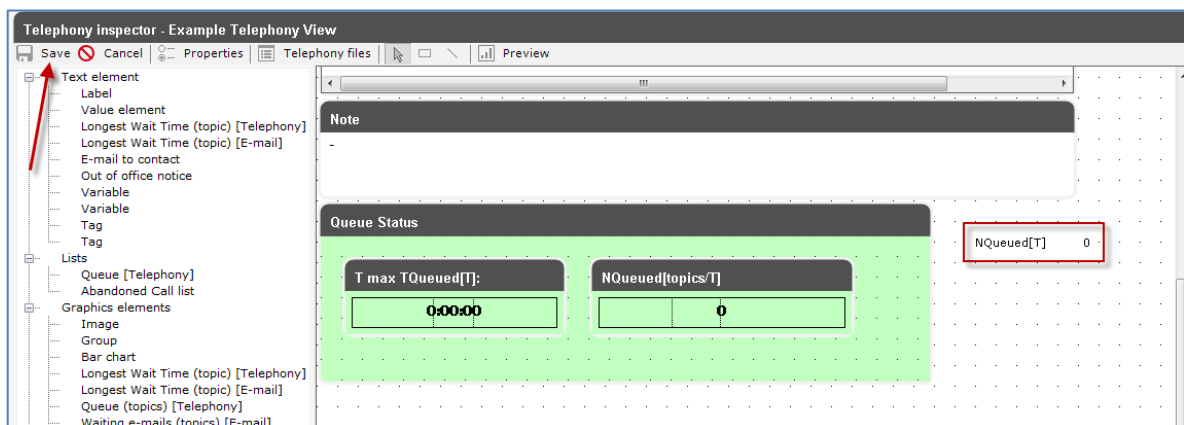 Telephony inspector - Example Telephony View
Save Cancel Properties Telephony files Preview
Text element
Label
Value element
Longest Wait Time (topic) [Telephony]
Longest Wait Time (topic) [E-mail]
E-mail to contact
Out of office notice
Variable
Variable
Tag
Tag
Lists
Queue [Telephony]
Abandoned Call list
Graphics elements
Image
Group
Bar chart
Longest Wait Time (topic) [Telephony]
Longest Wait Time (topic) [E-mail]
Queue (topics) [Telephony]
Waiting e-mails (topics) [E-mail]
Note
-
Queue Status
T max TQueued[T]:
0:00:00
NQueued[topics/T]
0
NQueued[T] 0